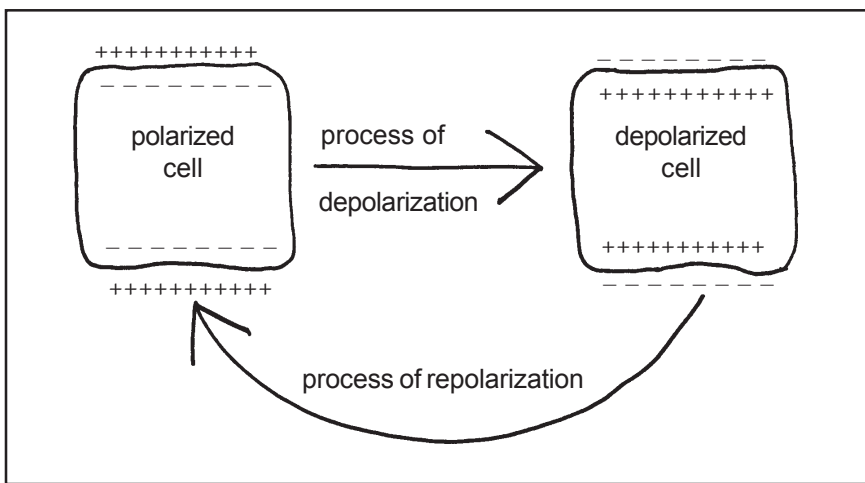 +++++++++++
– – – – – – – –
polarized
cell
– – – – – – – –
+++++++++++
process of
depolarization
– – – – – – – –
+++++++++++
depolarized
cell
+++++++++++
– – – – – – – –
process of repolarization